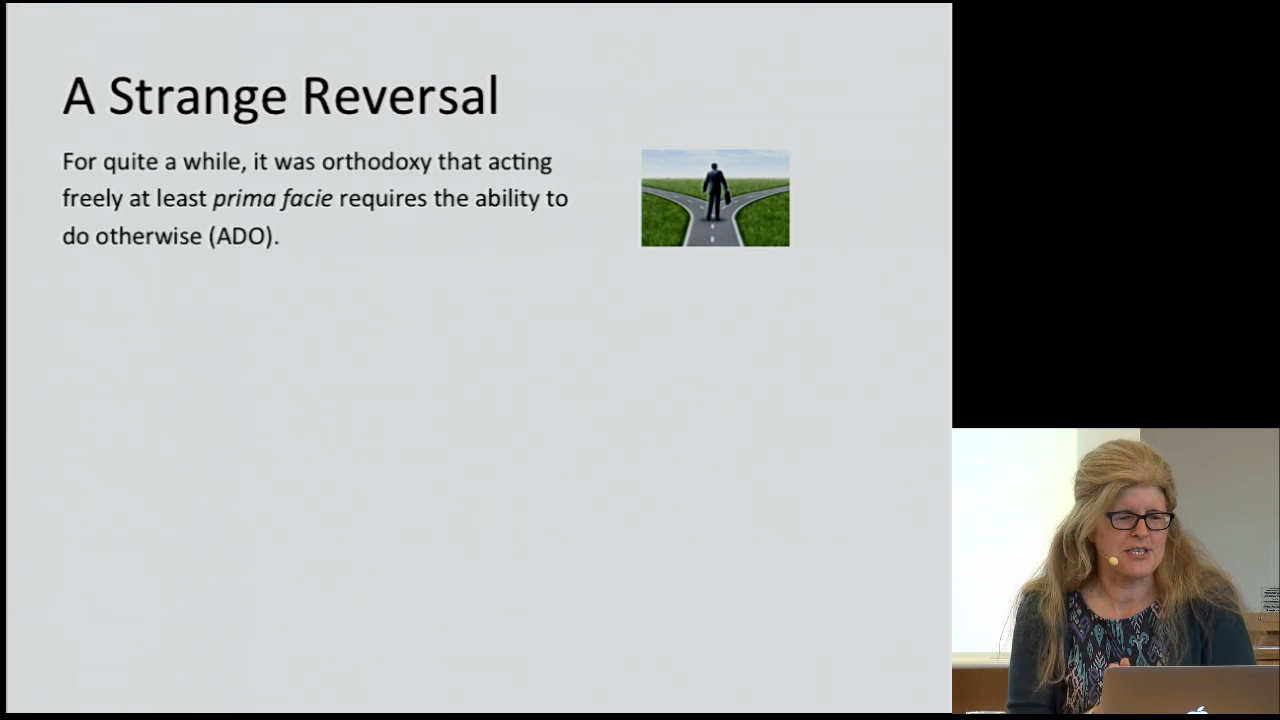 A Strange Reversal
For quite a while, it was orthodoxy that acting
freely at least prima facie requires the ability to
do otherwise (ADO).